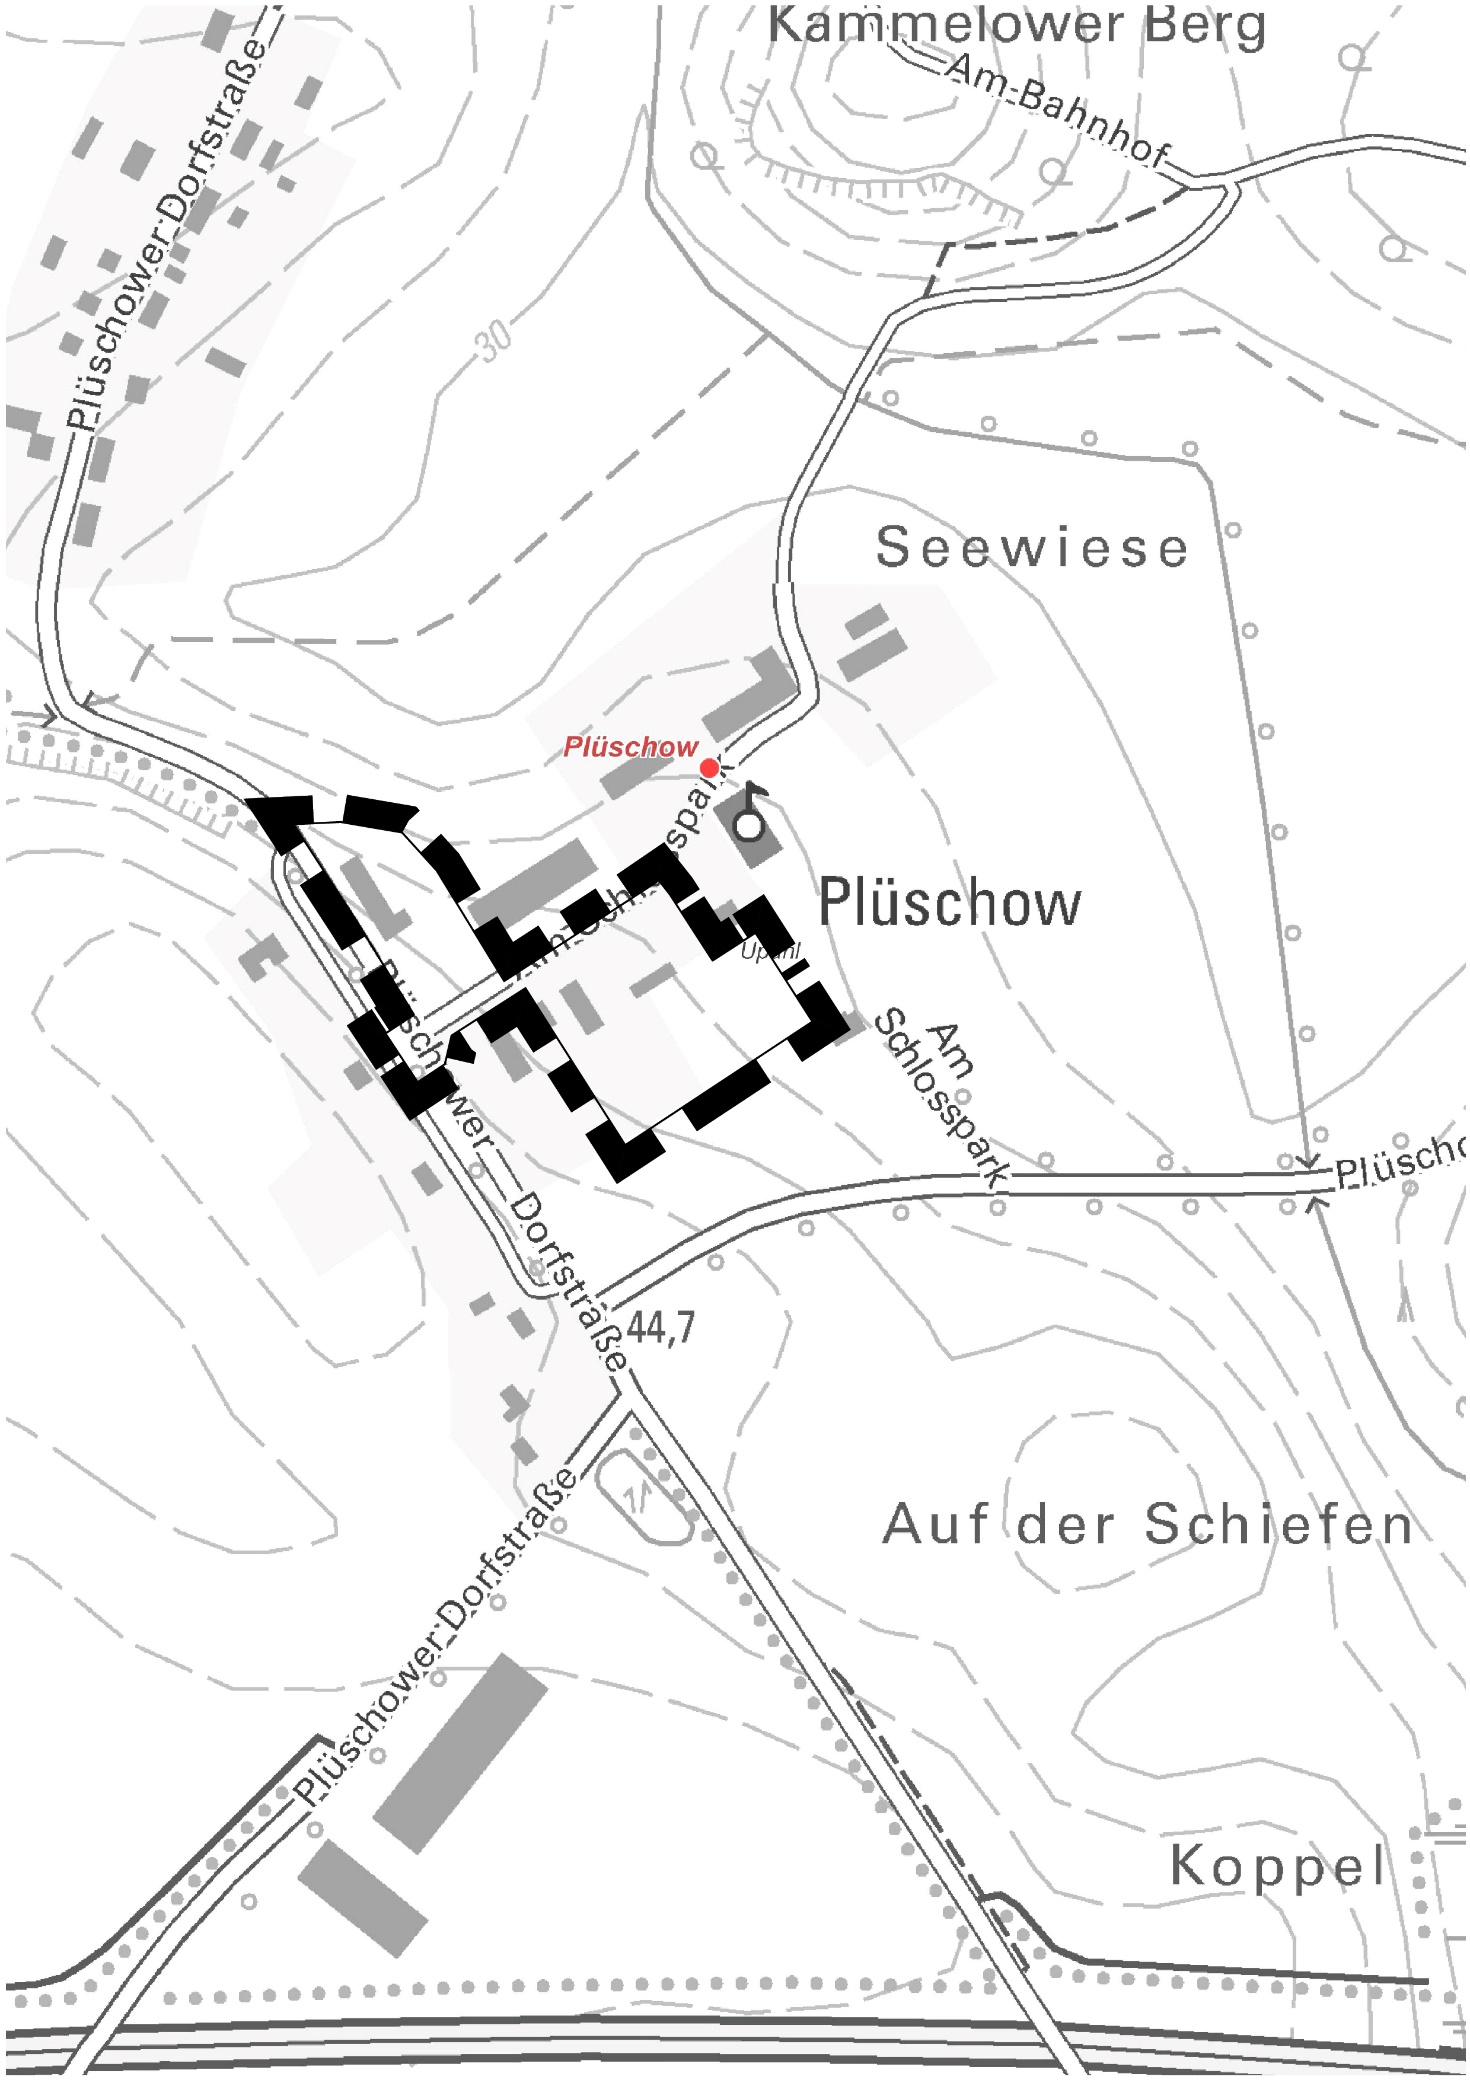 Kammelower Berg
Am Bahnhof
Plüschower Dorfstraße
30
Seewiese
Plüschow
Plüschow
Upahl
Am
Schlosspark
Plüschower Dorfstraße
44,7
Auf der Schiefen
Plüschower Dorfstraße
Koppel